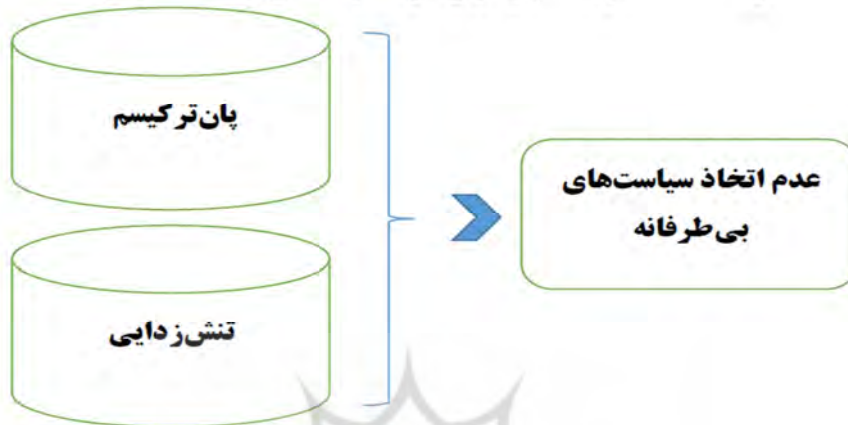 پان‌ترکیسم
عدم اتخاذ سیاست‌های
بی‌طرفانه
تنش‌زدایی